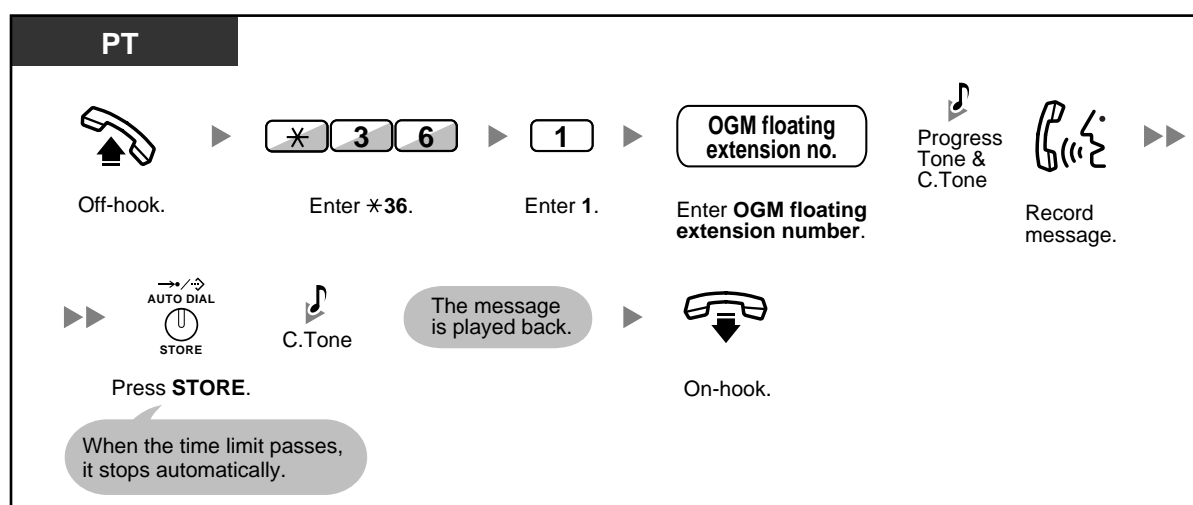 PT
✳ 3 6
1
OGM floating
extension no.
Progress
Tone &
C.Tone
Off-hook.
Enter ✳36.
Enter 1.
Enter OGM floating
extension number.
Record
message.
AUTO DIAL
STORE
C.Tone
The message
is played back.
Press STORE.
On-hook.
When the time limit passes,
it stops automatically.